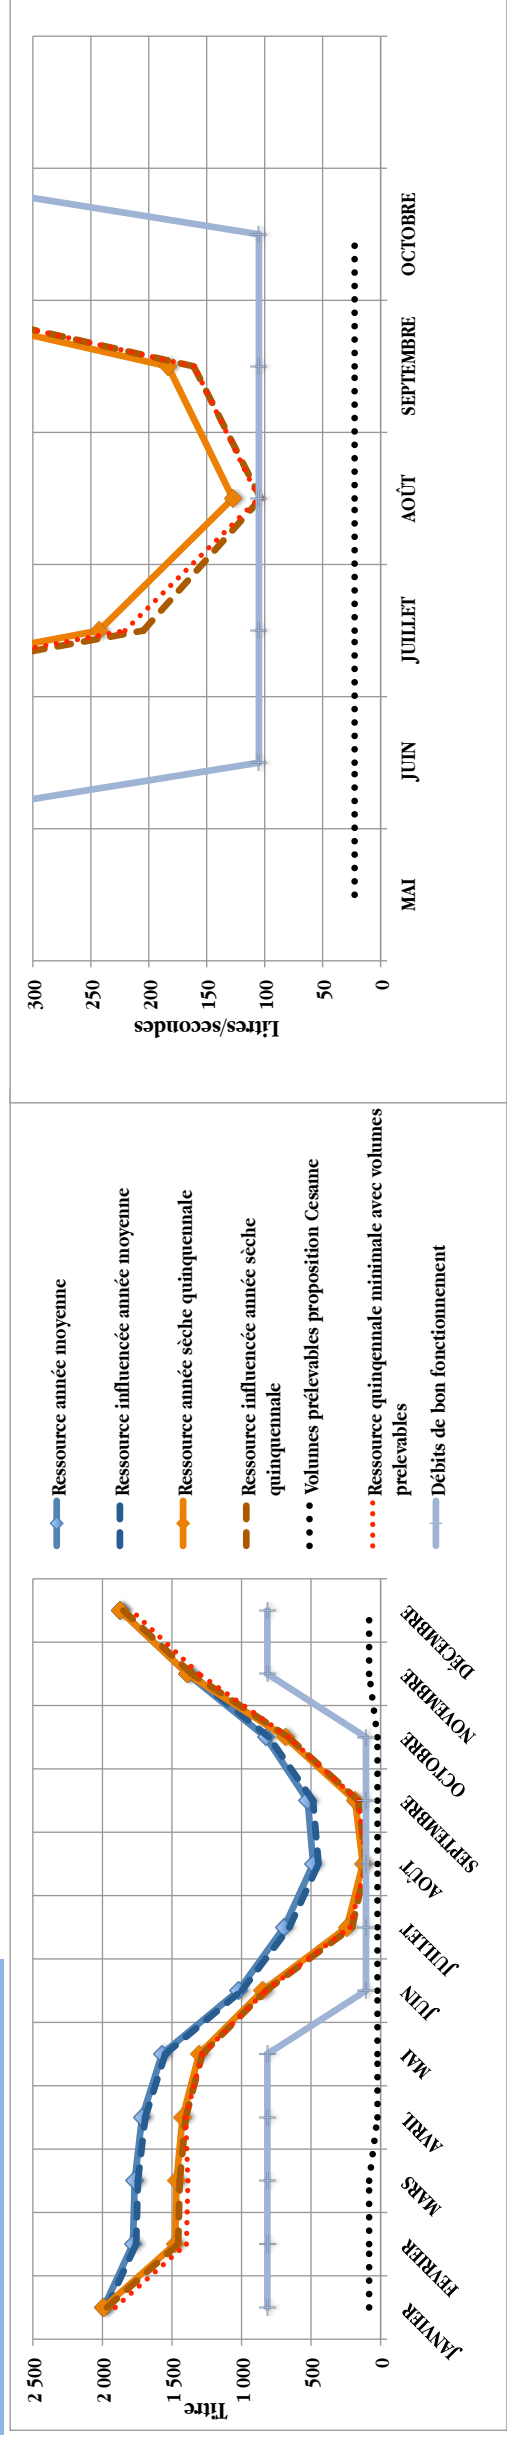 2 500
2 000
1 500
1 000
500
0
Titre
JANVIER
FEVRIER
MARS
AVRIL
MAI
JUIN
JUILLET
AOÛT
SEPTEMBRE
OCTOBRE
NOVEMBRE
DÉCEMBRE
Ressource année moyenne
Ressource influencée année moyenne
Ressource année sèche quinquennale
Ressource influencée année sèche
quinquennale
Volumes prélevables proposition Cesame
Ressource quinqennale minimale avec volumes
prelevables
Débits de bon fonctionnement
300
250
200
150
100
50
0
Litres/secondes
MAI
JUIN
JUILLET
AOÛT
SEPTEMBRE
OCTOBRE